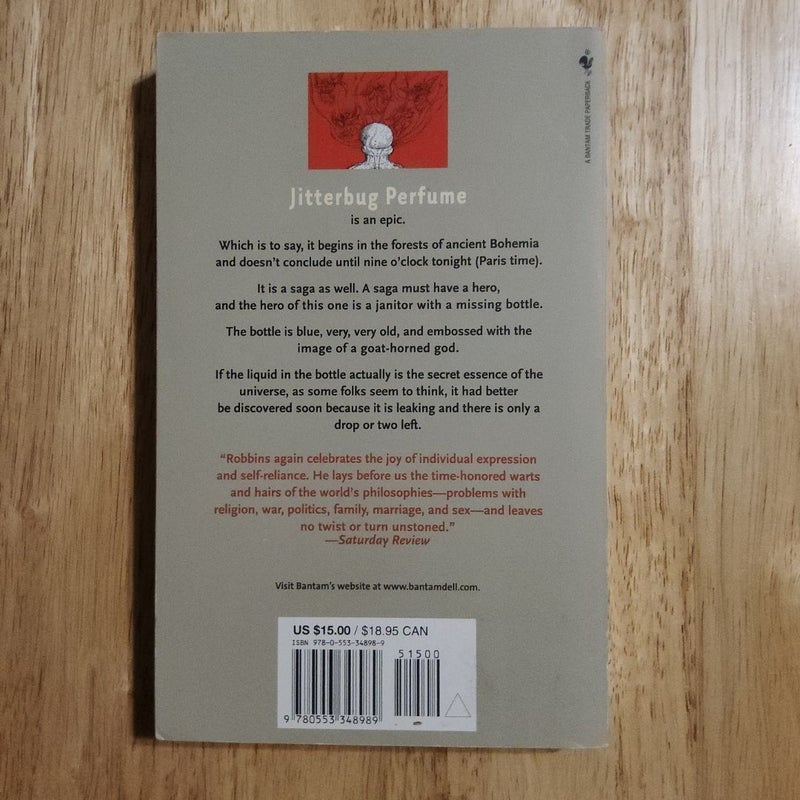 A BANTAM TRADE PAPERBACK
Jitterbug Perfume
is an epic.
Which is to say, it begins in the forests of ancient Bohemia
and doesn't conclude until nine o'clock tonight (Paris time).
It is a saga as well. A saga must have a hero,
and the hero of this one is a janitor with a missing bottle.
The bottle is blue, very, very old, and embossed with the
image of a goat-horned god.
If the liquid in the bottle actually is the secret essence of the
universe, as some folks seem to think, it had better
be discovered soon because it is leaking and there is only a
drop or two left.
“Robbins again celebrates the joy of individual expression
and self-reliance. He lays before us the time-honored warts
and hairs of the world's philosophies—problems with
religion, war, politics, family, marriage, and sex—and leaves
no twist or turn unstoned.”
—Saturday Review
Visit Bantam's website at www.bantamdell.com.
US $15.00 / $18.95 CAN
ISBN 978-0-553-34898-9
51500
9 780553 348989